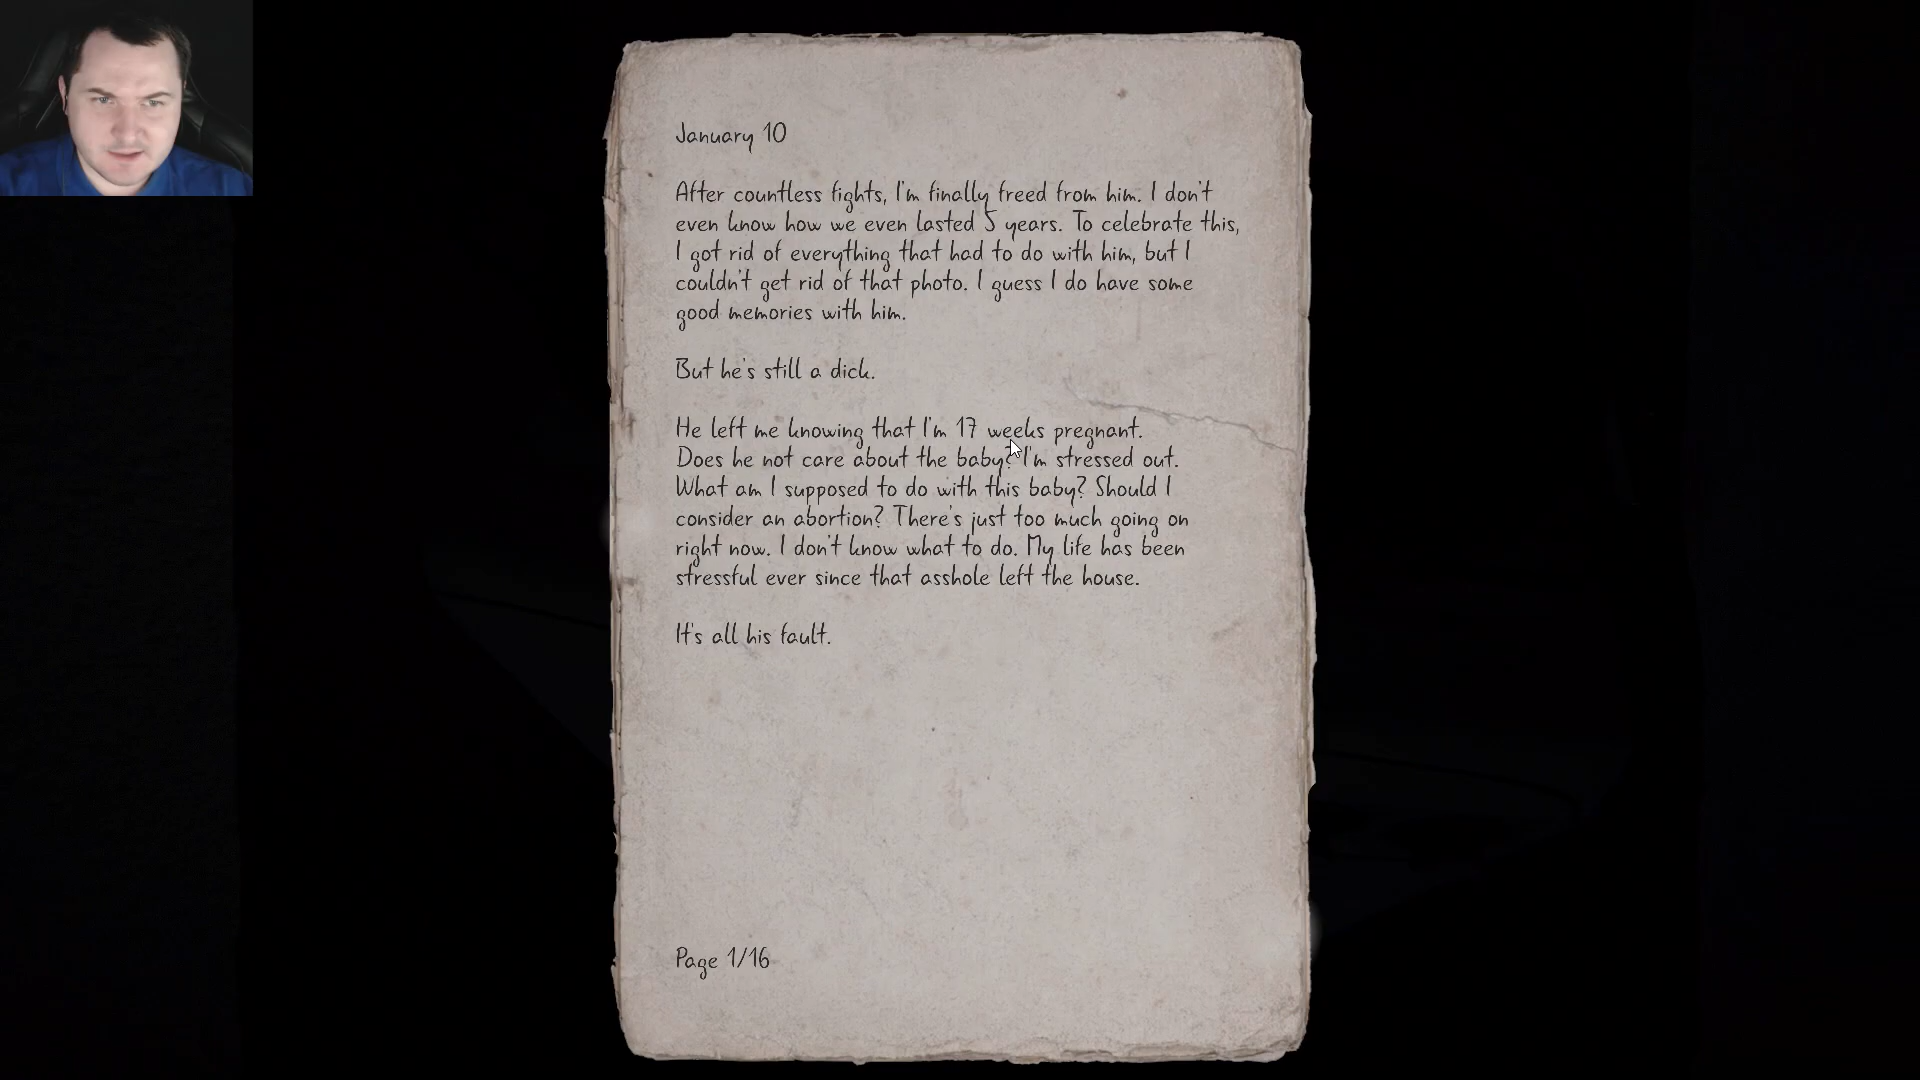 January 10
After countless fights, I'm finally freed from him. I don't
even know how we even lasted 5 years. To celebrate this,
I got rid of everything that had to do with him, but I
couldn't get rid of that photo. I guess I do have some
good memories with him.
But he's still a dick.
He left me knowing that I'm 17 weeks pregnant.
Does he not care about the baby? I'm stressed out.
What am I supposed to do with this baby? Should I
consider an abortion? There's just too much going on
right now. I don't know what to do. My life has been
stressful ever since that asshole left the house.
It's all his fault.
Page 1/16